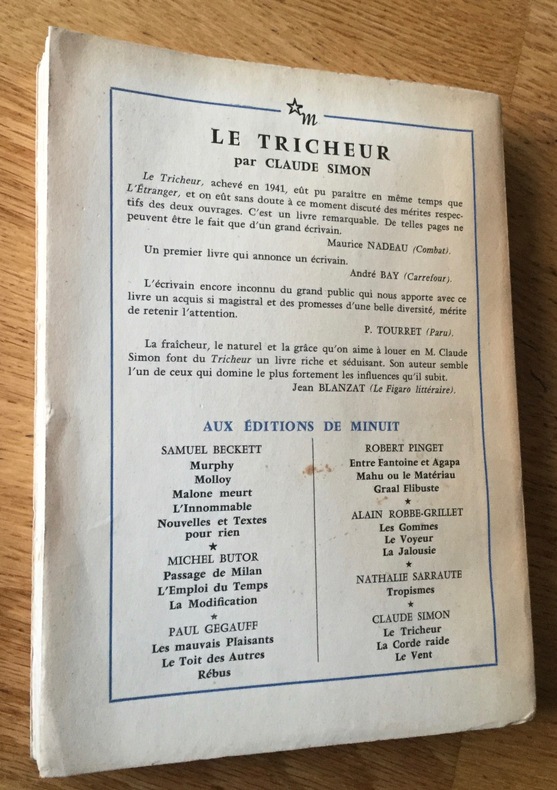 m
LE TRICHEUR
par CLAUDE SIMON
Le Tricheur, achevé en 1941, eût pu paraître en même temps que
L'Étranger, et on eût sans doute à ce moment discuté des mérites respec-
tifs des deux ouvrages. C'est un livre remarquable. De telles pages ne
peuvent être le fait que d'un grand écrivain.
Maurice NADEAU (Combat).
Un premier livre qui annonce un écrivain.
André BAY (Carrefour).
L'écrivain encore inconnu du grand public qui nous apporte avec ce
livre un acquis si magistral et des promesses d'une belle diversité, mérite
de retenir l'attention.
P. TOURRET (Paru).
La fraîcheur, le naturel et la grâce qu'on aime à louer en M. Claude
Simon font du Tricheur un livre riche et séduisant. Son auteur semble
l'un de ceux qui domine le plus fortement les influences qu'il subit.
Jean BLANZAT (Le Figaro littéraire).
AUX ÉDITIONS DE MINUIT
SAMUEL BECKETT
Murphy
Molloy
Malone meurt
L'Innommable
Nouvelles et Textes
pour rien
★
MICHEL BUTOR
Passage de Milan
L'Emploi du Temps
La Modification
★
PAUL GEGAUFF
Les mauvais Plaisants
Le Toit des Autres
Rébus
ROBERT PINGET
Entre Fantoine et Agapa
Mahu ou le Matériau
Graal Flibuste
★
ALAIN ROBBE-GRILLET
Les Gommes
Le Voyeur
La Jalousie
★
NATHALIE SARRAUTE
Tropismes
★
CLAUDE SIMON
Le Tricheur
La Corde raide
Le Vent